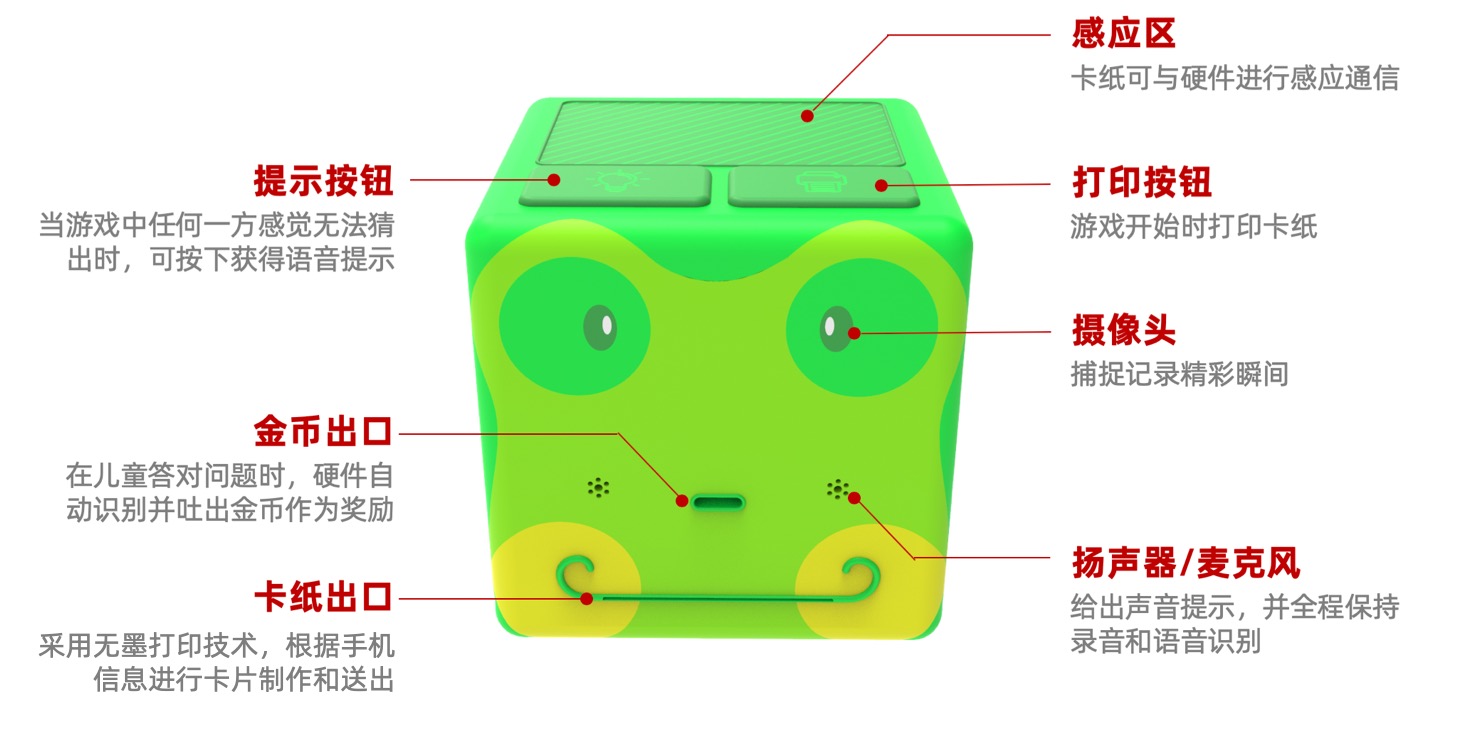 感应区
卡纸可与硬件进行感应通信
提示按钮
当游戏中任何一方感觉无法猜
出时，可按下获得语音提示
打印按钮
游戏开始时打印卡纸
摄像头
捕捉记录精彩瞬间
金币出口
在儿童答对问题时，硬件自
动识别并吐出金币作为奖励
扬声器/麦克风
给出声音提示，并全程保持
录音和语音识别
卡纸出口
采用无墨打印技术，根据手机
信息进行卡片制作和送出